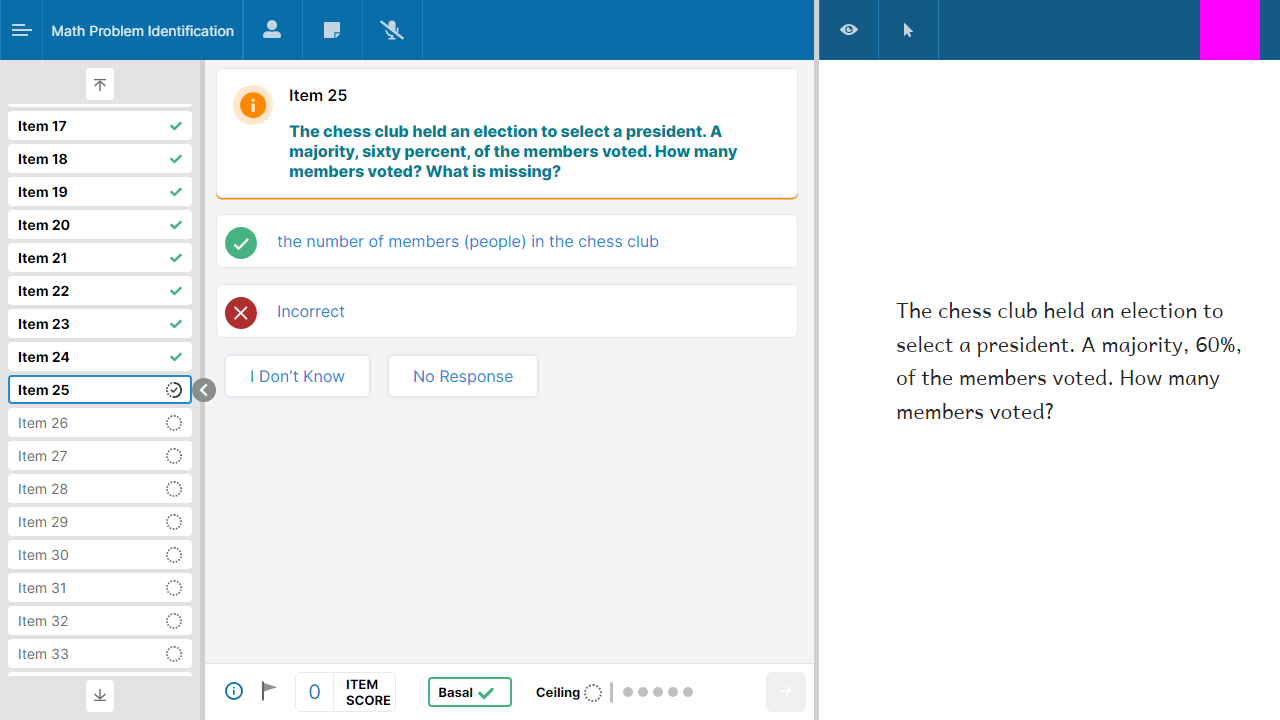 Math Problem Identification
Item 17
Item 18
Item 19
Item 20
Item 21
Item 22
Item 23
Item 24
Item 25
Item 26
Item 27
Item 28
Item 29
Item 30
Item 31
Item 32
Item 33
Item 25
The chess club held an election to select a president. A
majority, sixty percent, of the members voted. How many
members voted? What is missing?
the number of members (people) in the chess club
Incorrect
I Don't Know
No Response
0
ITEM
SCORE
Basal
Ceiling
The chess club held an election to
select a president. A majority, 60%,
of the members voted. How many
members voted?